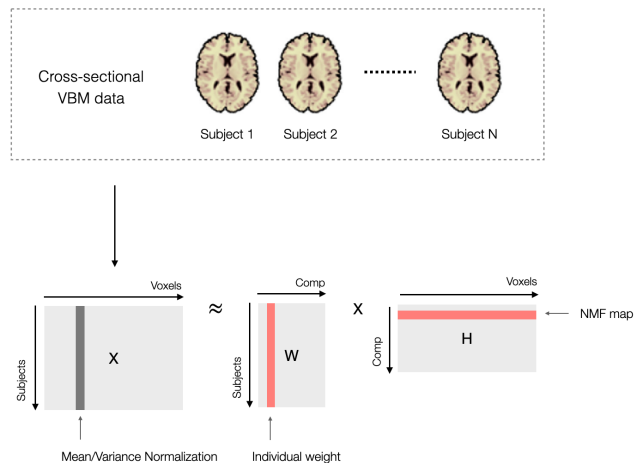 Cross-sectional
VBM data
Subject 1
Subject 2
Subject N
Voxels
Subjects
X
Mean/Variance Normalization
≈
Comp
Subjects
W
Individual weight
X
Voxels
Comp
H
NMF map